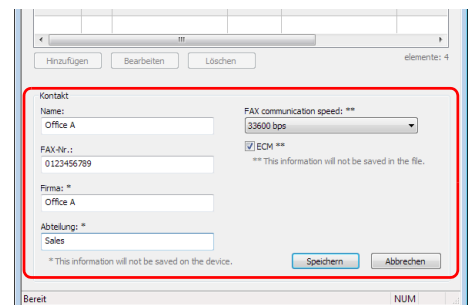 Hinzufügen Bearbeiten Löschen elemente: 4
Kontakt
Name: FAX communication speed: **
Office A 33600 bps
FAX-Nr.: ECM **
0123456789 ** This information will not be saved in the file.
Firma: *
Office A
Abteilung: *
Sales
* This information will not be saved on the device. Speichern Abbrechen
Bereit NUM